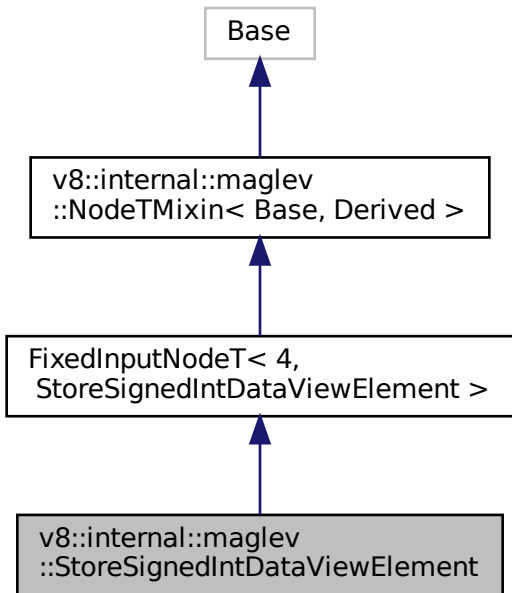 Base
v8::internal::maglev
::NodeTMixin< Base, Derived >
FixedInputNodeT< 4,
StoreSignedIntDataViewElement >
v8::internal::maglev
::StoreSignedIntDataViewElement